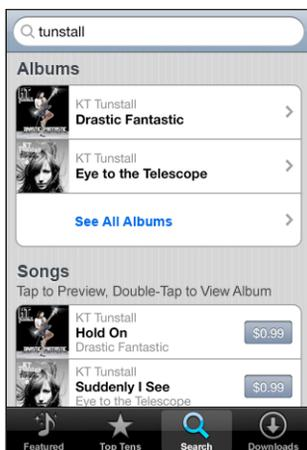 tunstall
Albums
KT Tunstall
Drastic Fantastic
KT Tunstall
Eye to the Telescope
See All Albums
Songs
Tap to Preview, Double-Tap to View Album
KT Tunstall
Hold On
Drastic Fantastic
$0.99
KT Tunstall
Suddenly I See
Eye to the Telescope
$0.99
Featured
Top Tens
Search
Downloads